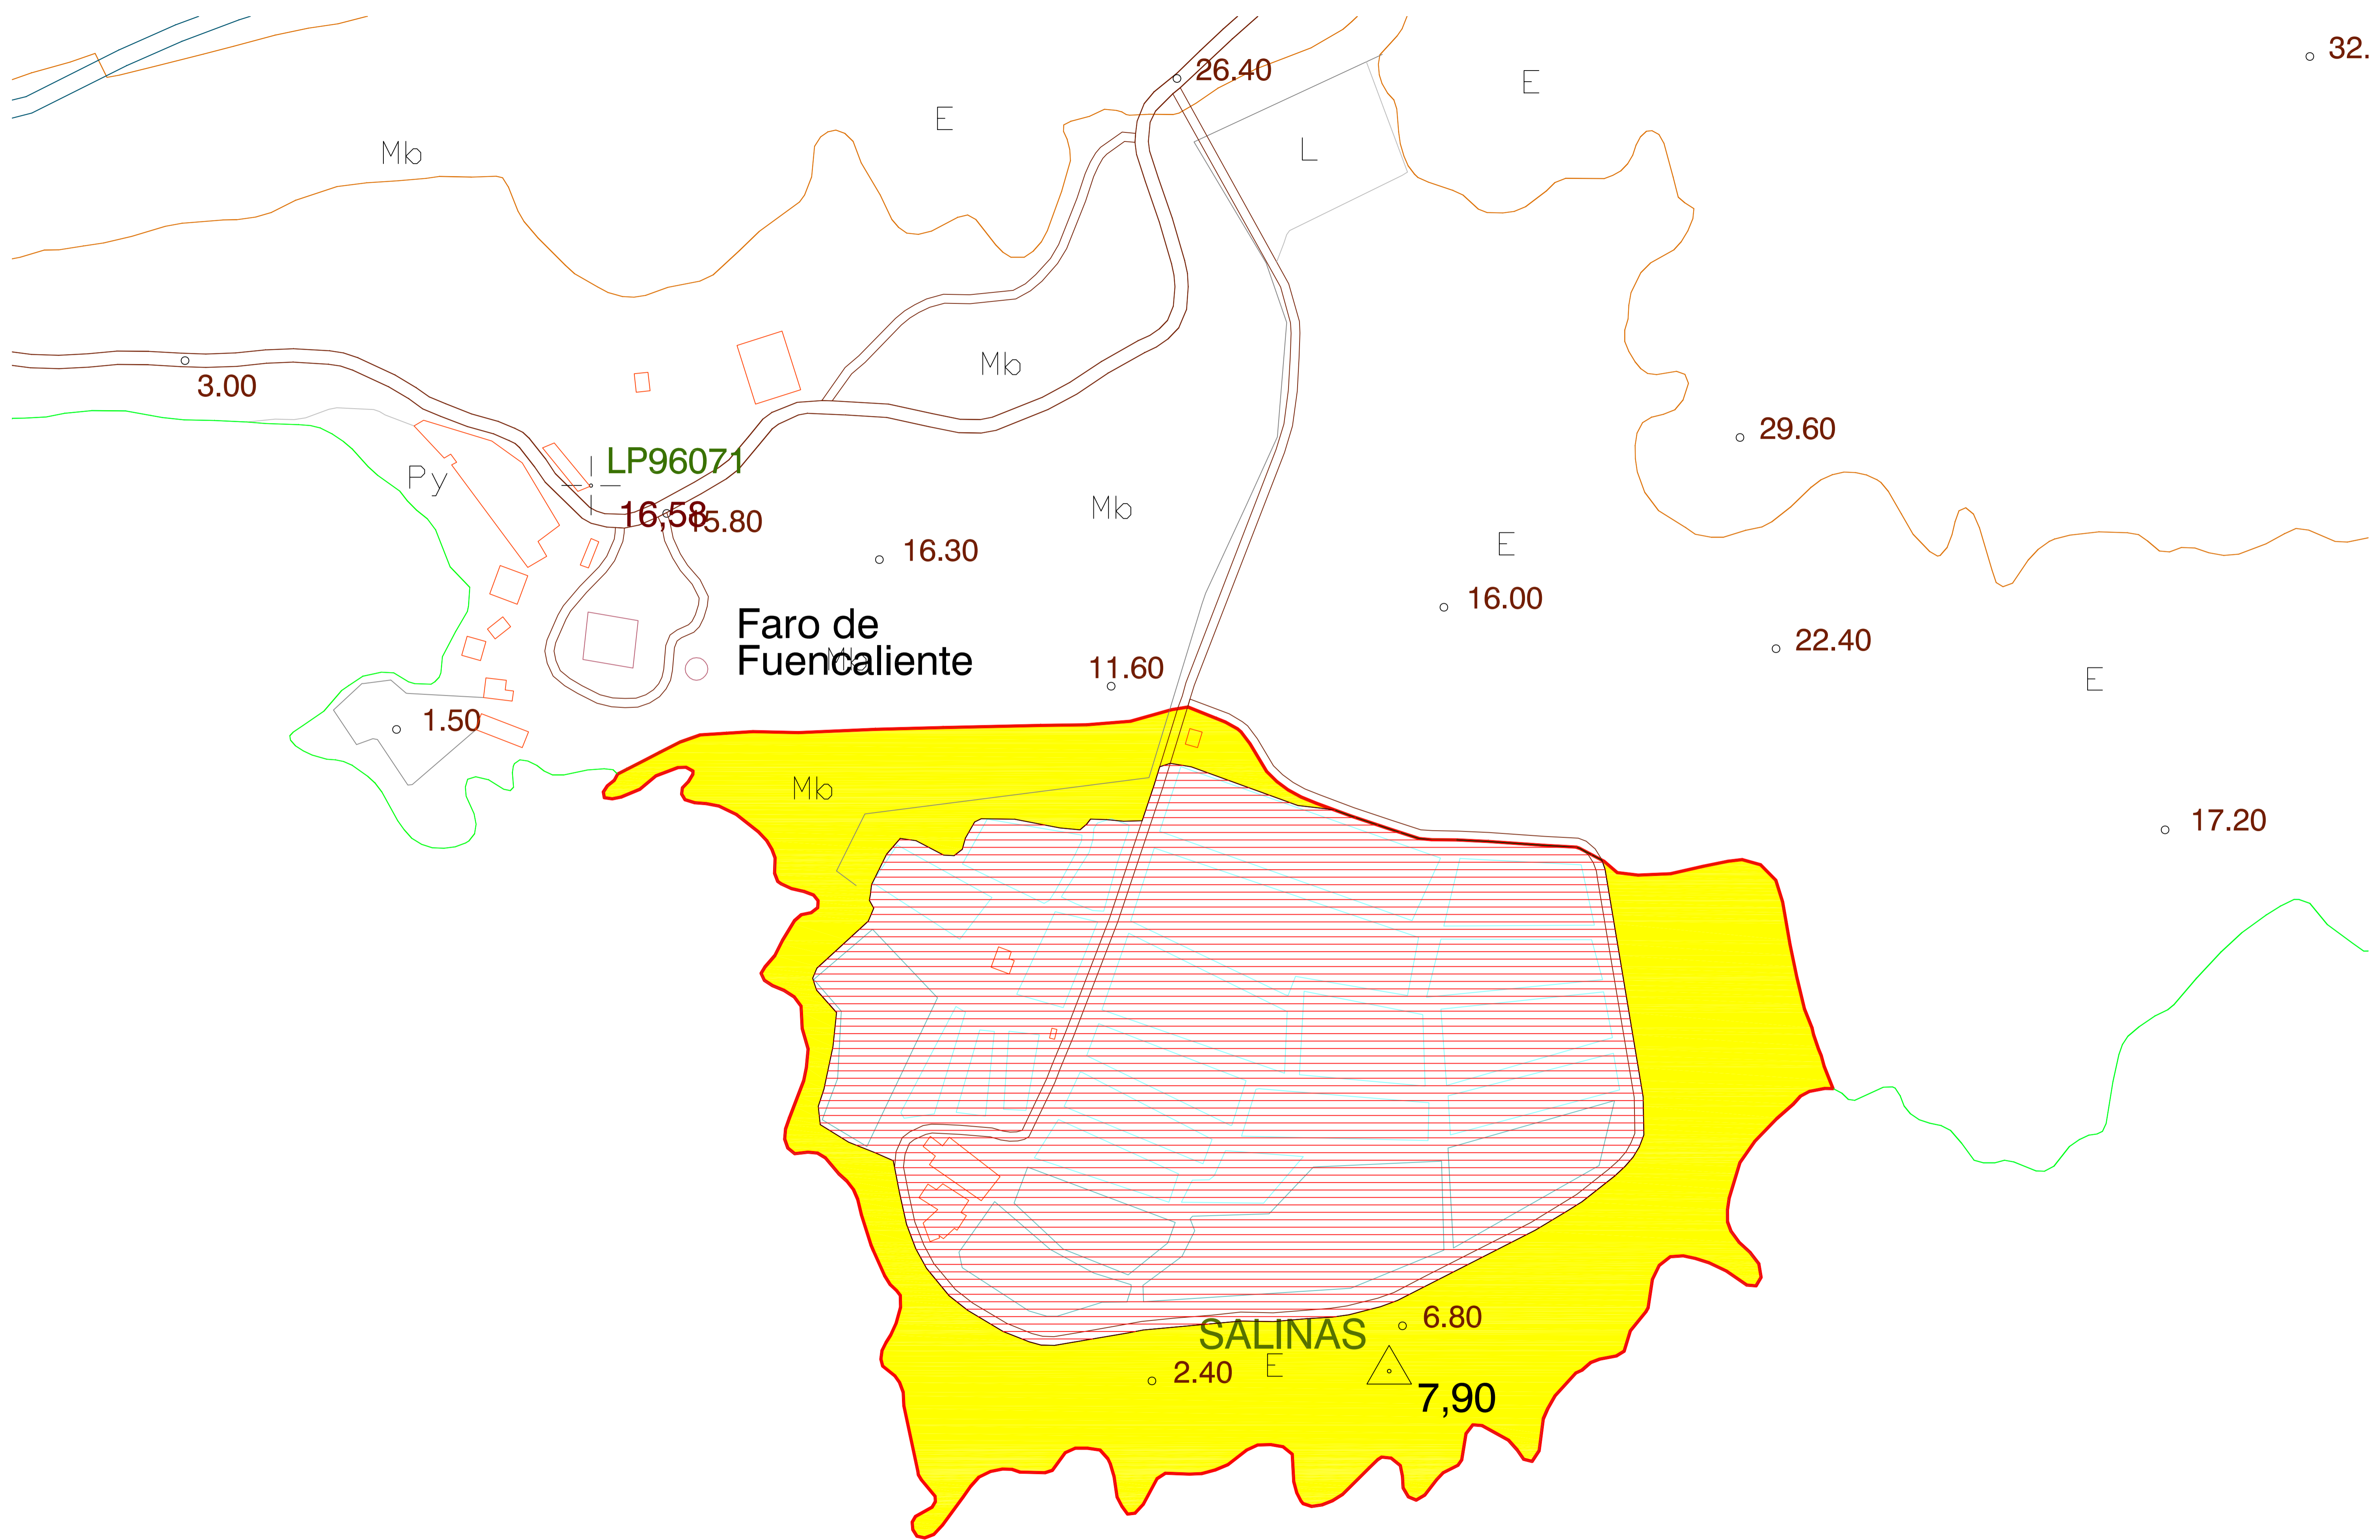 32.
26.40
E
E
Mb
L
Mb
3.00
29.60
LP96071
Py
Mb
16,58
15.80
16.30
E
16.00
Faro de
Fuencaliente
Mb
22.40
11.60
E
1.50
Mb
17.20
6.80
SALINAS
E
2.40
7,90